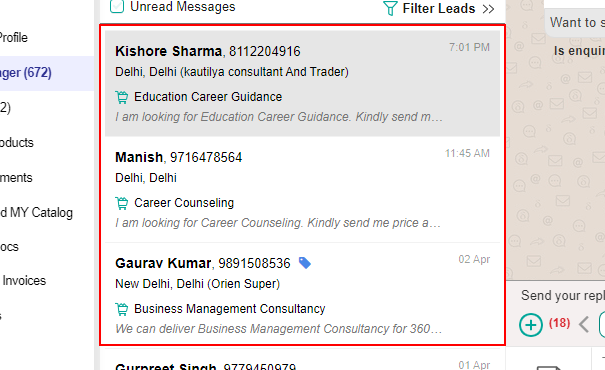 Unread Messages
Filter Leads
Want to s
Profile
Is enquir
Kishore Sharma, 8112204916
7:01 PM
Delhi, Delhi (kautilya consultant And Trader)
ager (672)
Education Career Guidance
2)
I am looking for Education Career Guidance. Kindly send m…
oducts
Manish, 9716478564
11:45 AM
ments
Delhi, Delhi
Career Counseling
d MY Catalog
I am looking for Career Counseling. Kindly send me price a…
ocs
Gaurav Kumar, 9891508536
02 Apr
Invoices
New Delhi, Delhi (Orien Super)
Send your repl
Business Management Consultancy
s
We can deliver Business Management Consultancy for 360…
(18)
Gurpreet Singh, 9779450979
01 Apr